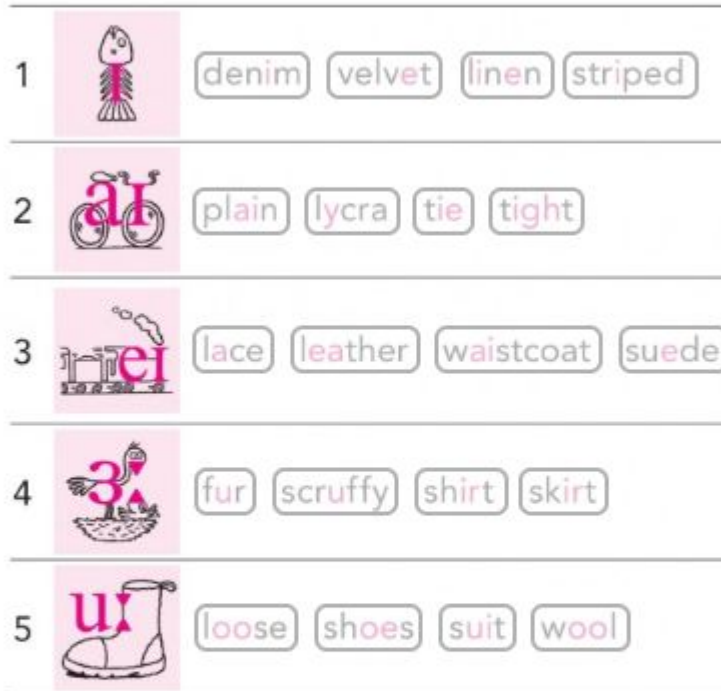 1 ɪ denim velvet linen striped
2 aɪ plain lycra tie tight
3 eɪ lace leather waistcoat suede
4 ɜː fur scruffy shirt skirt
5 uː loose shoes suit wool